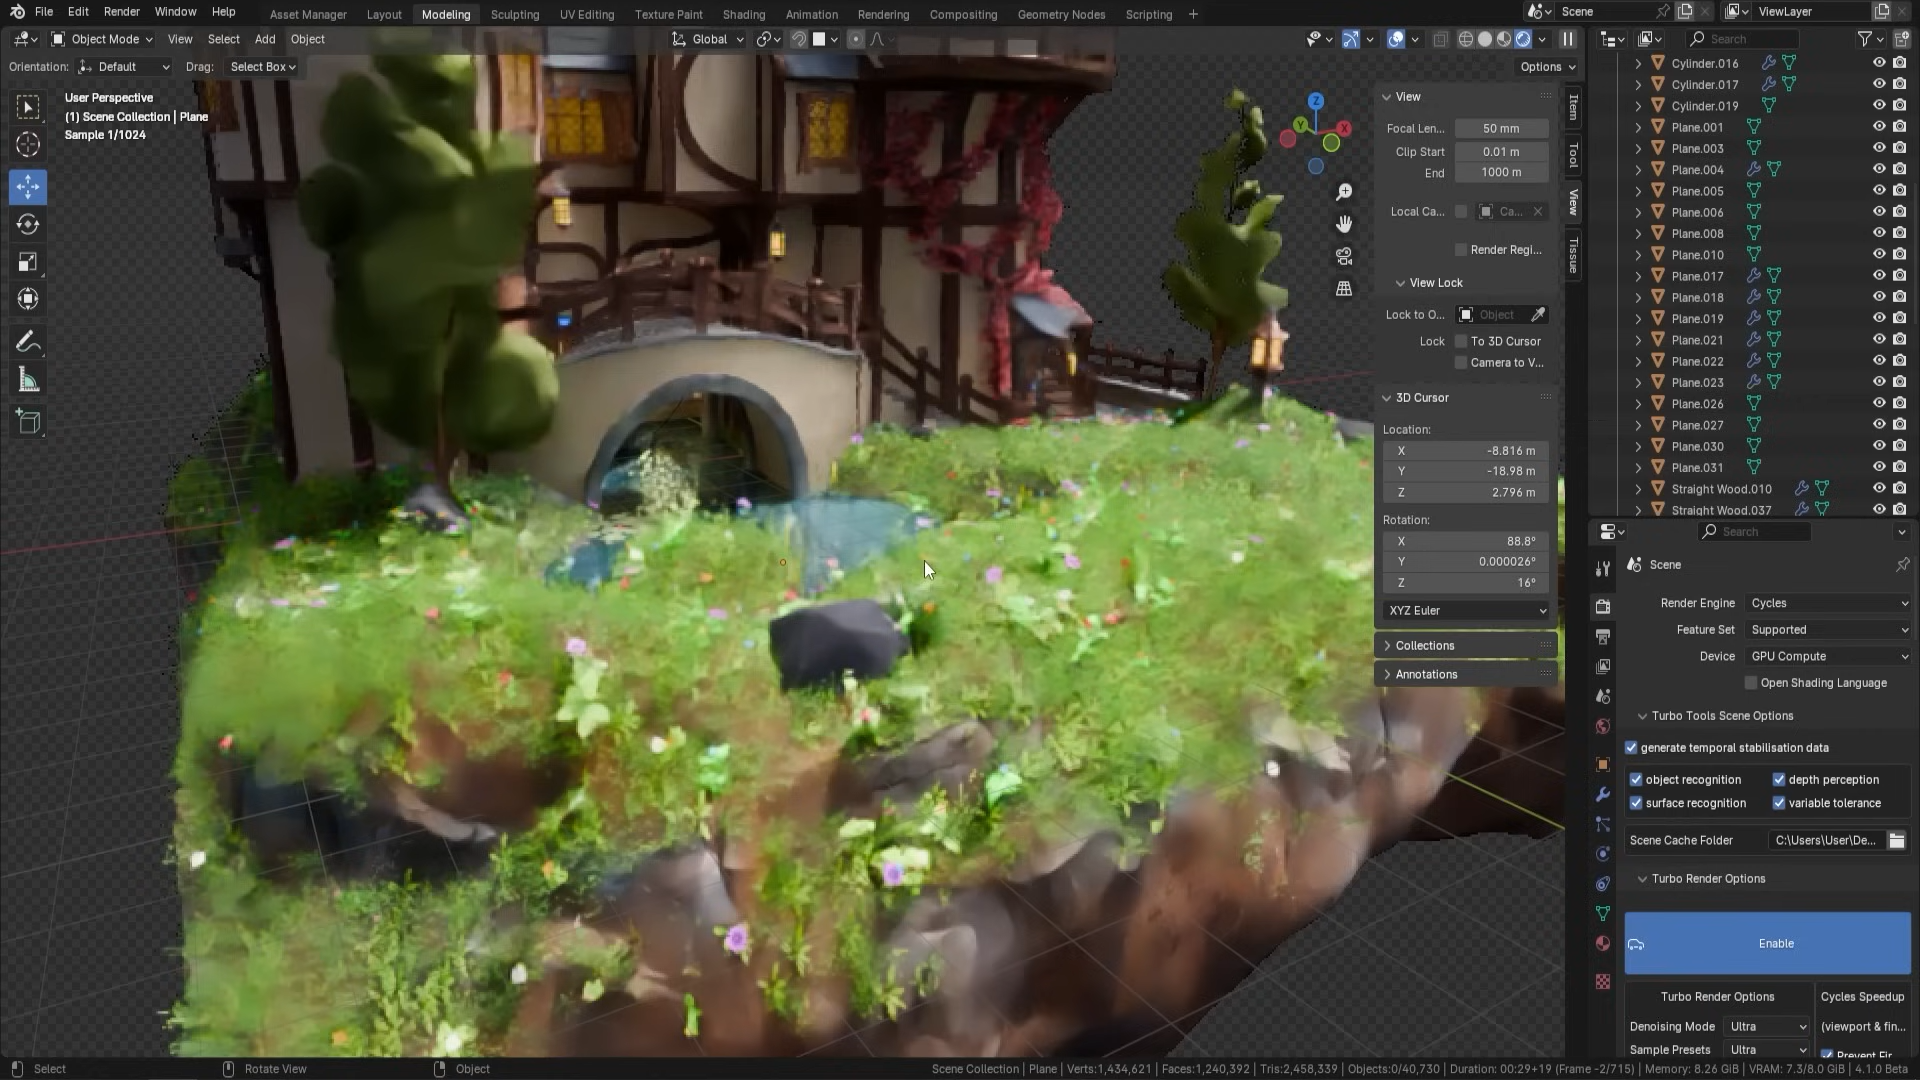 File Edit Render Window Help Asset Manager Layout Modeling Sculpting UV Editing Texture Paint Shading Animation Rendering Compositing Geometry Nodes Scripting + Scene ViewLayer
Object Mode View Select Add Object Global Search
Orientation: Default Drag: Select Box Options
User Perspective
(1) Scene Collection | Plane
Sample 1/1024
Z
Y
X
View
Focal Len... 50 mm
Clip Start 0.01 m
End 1000 m
Local Ca... Ca...
Render Regi...
View Lock
Lock to O... Object
Lock To 3D Cursor
Camera to V...
3D Cursor
Location:
X -8.816 m
Y -18.98 m
Z 2.796 m
Rotation:
X 88.8°
Y 0.000026°
Z 16°
XYZ Euler
Collections
Annotations
Item
Tool
View
Tissue
Cylinder.016
Cylinder.017
Cylinder.019
Plane.001
Plane.003
Plane.004
Plane.005
Plane.006
Plane.008
Plane.010
Plane.017
Plane.018
Plane.019
Plane.021
Plane.022
Plane.023
Plane.026
Plane.027
Plane.030
Plane.031
Straight Wood.010
Straight Wood.037
Search
Scene
Render Engine Cycles
Feature Set Supported
Device GPU Compute
Open Shading Language
Turbo Tools Scene Options
generate temporal stabilisation data
object recognition depth perception
surface recognition variable tolerance
Scene Cache Folder C:\Users\User\De...
Turbo Render Options
Enable
Turbo Render Options Cycles Speedup
Denoising Mode Ultra (viewport & fin...
Sample Presets Ultra Prevent Fir
Select Rotate View Object Scene Collection | Plane | Verts:1,434,621 | Faces:1,240,392 | Tris:2,458,339 | Objects:0/40,730 | Duration: 00:29+19 (Frame -2/715) | Memory: 8.26 GiB | VRAM: 7.3/8.0 GiB | 4.1.0 Beta